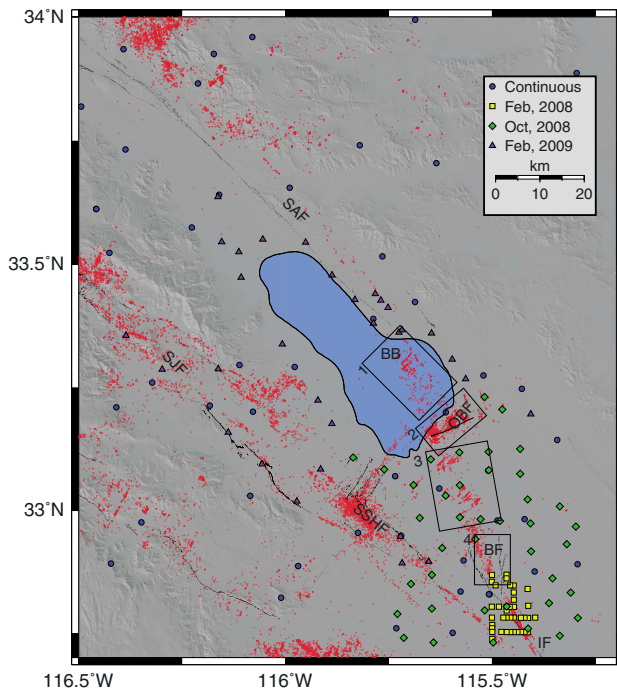 34°N
Continuous
Feb, 2008
Oct, 2008
Feb, 2009
km
0 10 20
SAF
33.5°N
SJF
BB
1
OBF
2
3
33°N
SSHF
4
BF
IF
116.5°W 116°W 115.5°W